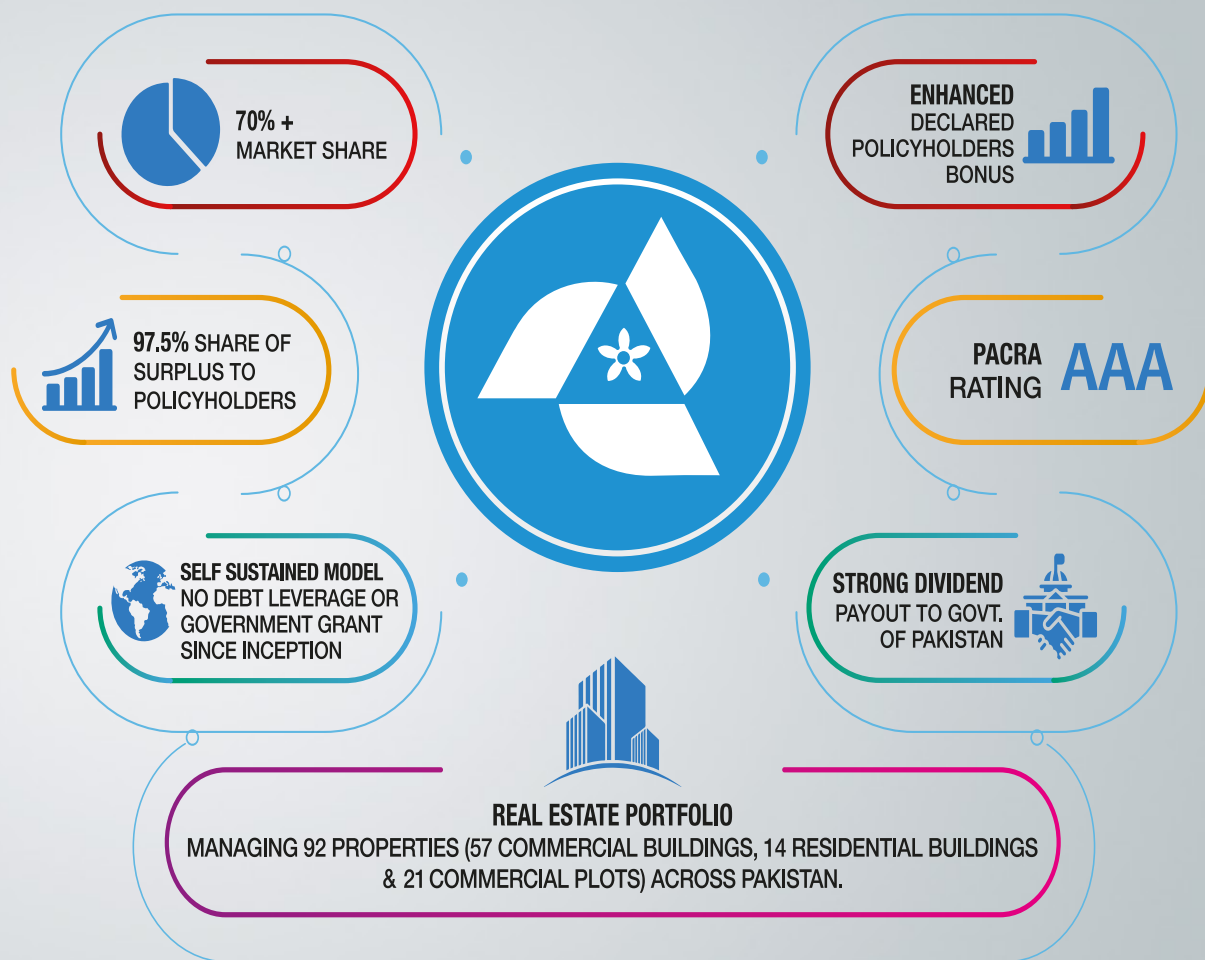 70% +
MARKET SHARE
ENHANCED
DECLARED
POLICYHOLDERS
BONUS
97.5% SHARE OF
SURPLUS TO
POLICYHOLDERS
PACRA
RATING
AAA
SELF SUSTAINED MODEL
NO DEBT LEVERAGE OR
GOVERNMENT GRANT
SINCE INCEPTION
STRONG DIVIDEND
PAYOUT TO GOVT.
OF PAKISTAN
REAL ESTATE PORTFOLIO
MANAGING 92 PROPERTIES (57 COMMERCIAL BUILDINGS, 14 RESIDENTIAL BUILDINGS
& 21 COMMERCIAL PLOTS) ACROSS PAKISTAN.